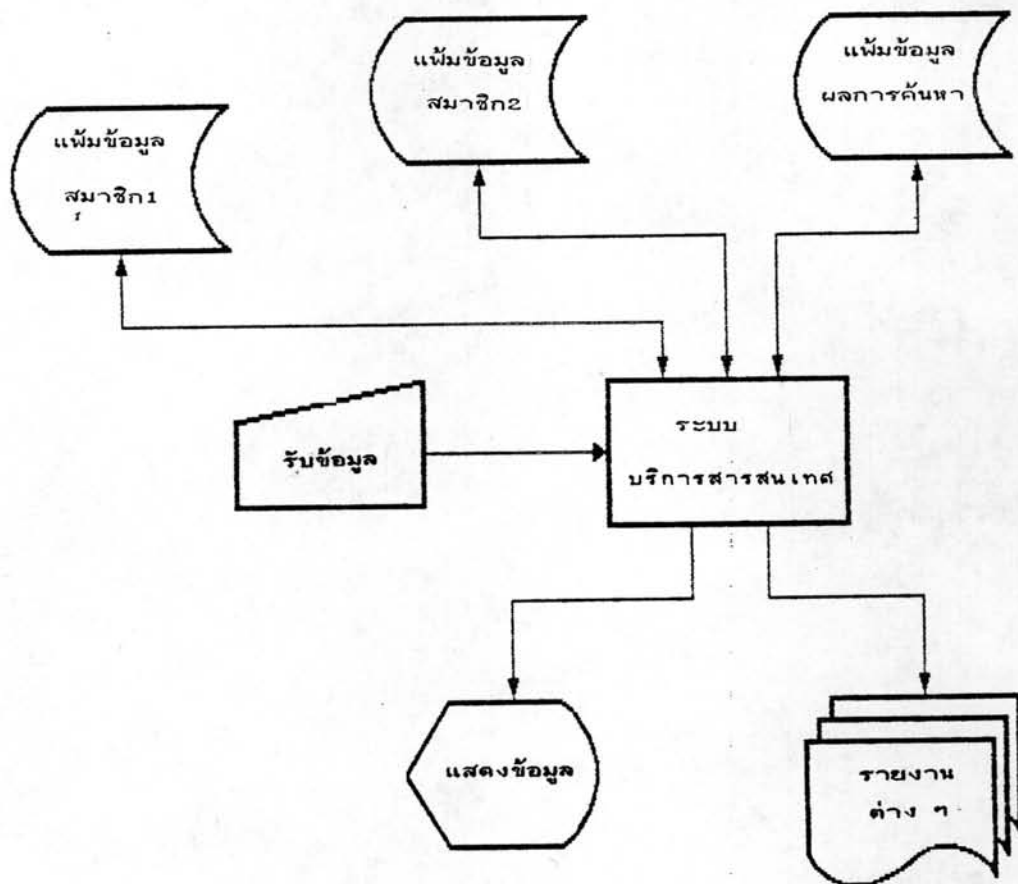 แฟ้มข้อมูล
สมาชิก2
แฟ้มข้อมูล
ผลการค้นหา
แฟ้มข้อมูล
สมาชิก1
ระบบ
บริการสารสนเทศ
รับข้อมูล
แสดงข้อมูล
รายงาน
ต่าง ๆ